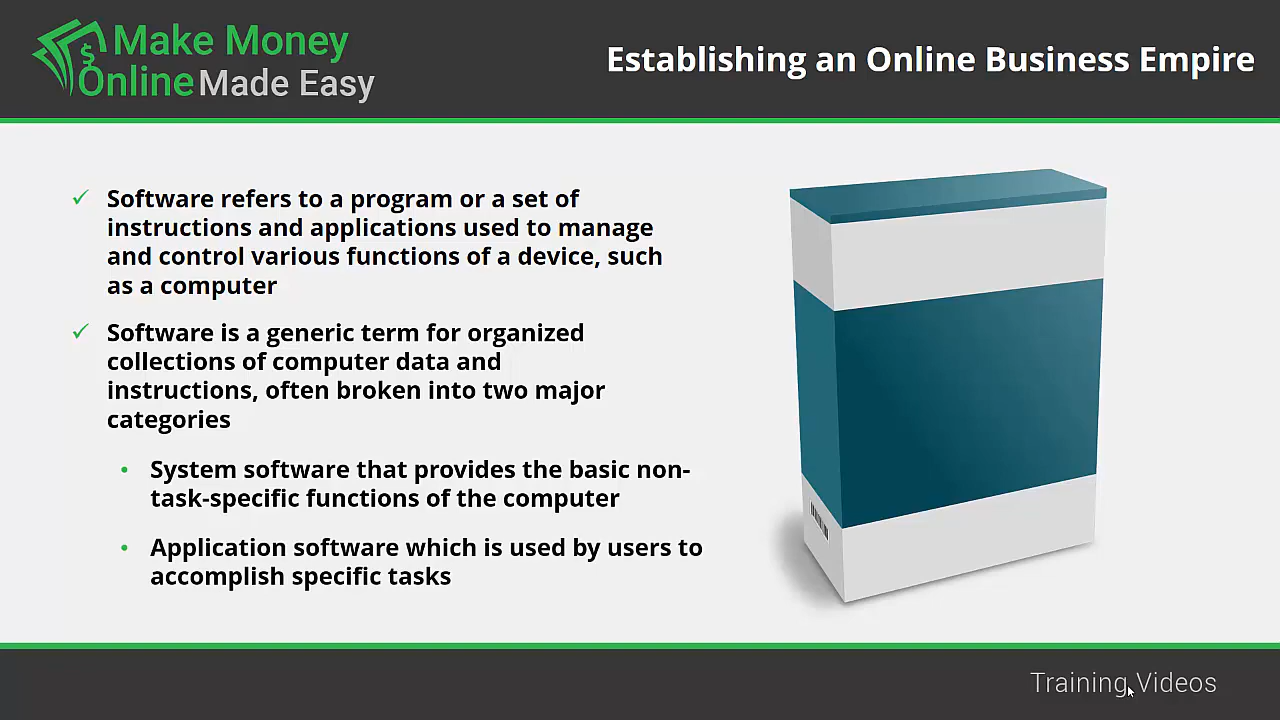 Make Money
Online Made Easy
Establishing an Online Business Empire
Software refers to a program or a set of
instructions and applications used to manage
and control various functions of a device, such
as a computer
Software is a generic term for organized
collections of computer data and
instructions, often broken into two major
categories
System software that provides the basic non-
task-specific functions of the computer
Application software which is used by users to
accomplish specific tasks
Training Videos